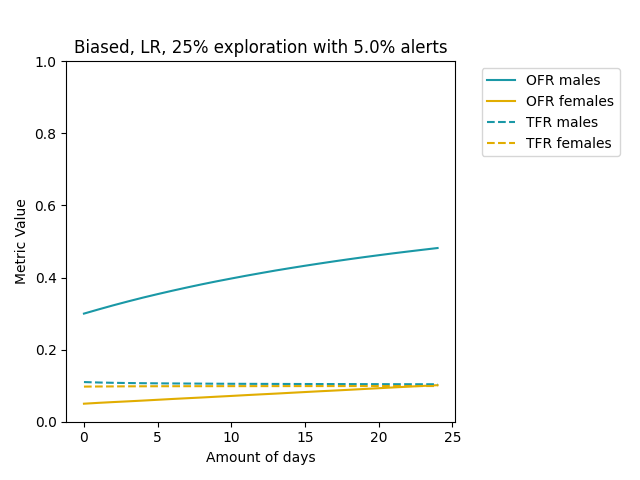 Biased, LR, 25% exploration with 5.0% alerts
OFR males
OFR females
TFR males
TFR females
Metric Value
1.0
0.8
0.6
0.4
0.2
0.0
0 5 10 15 20 25
Amount of days